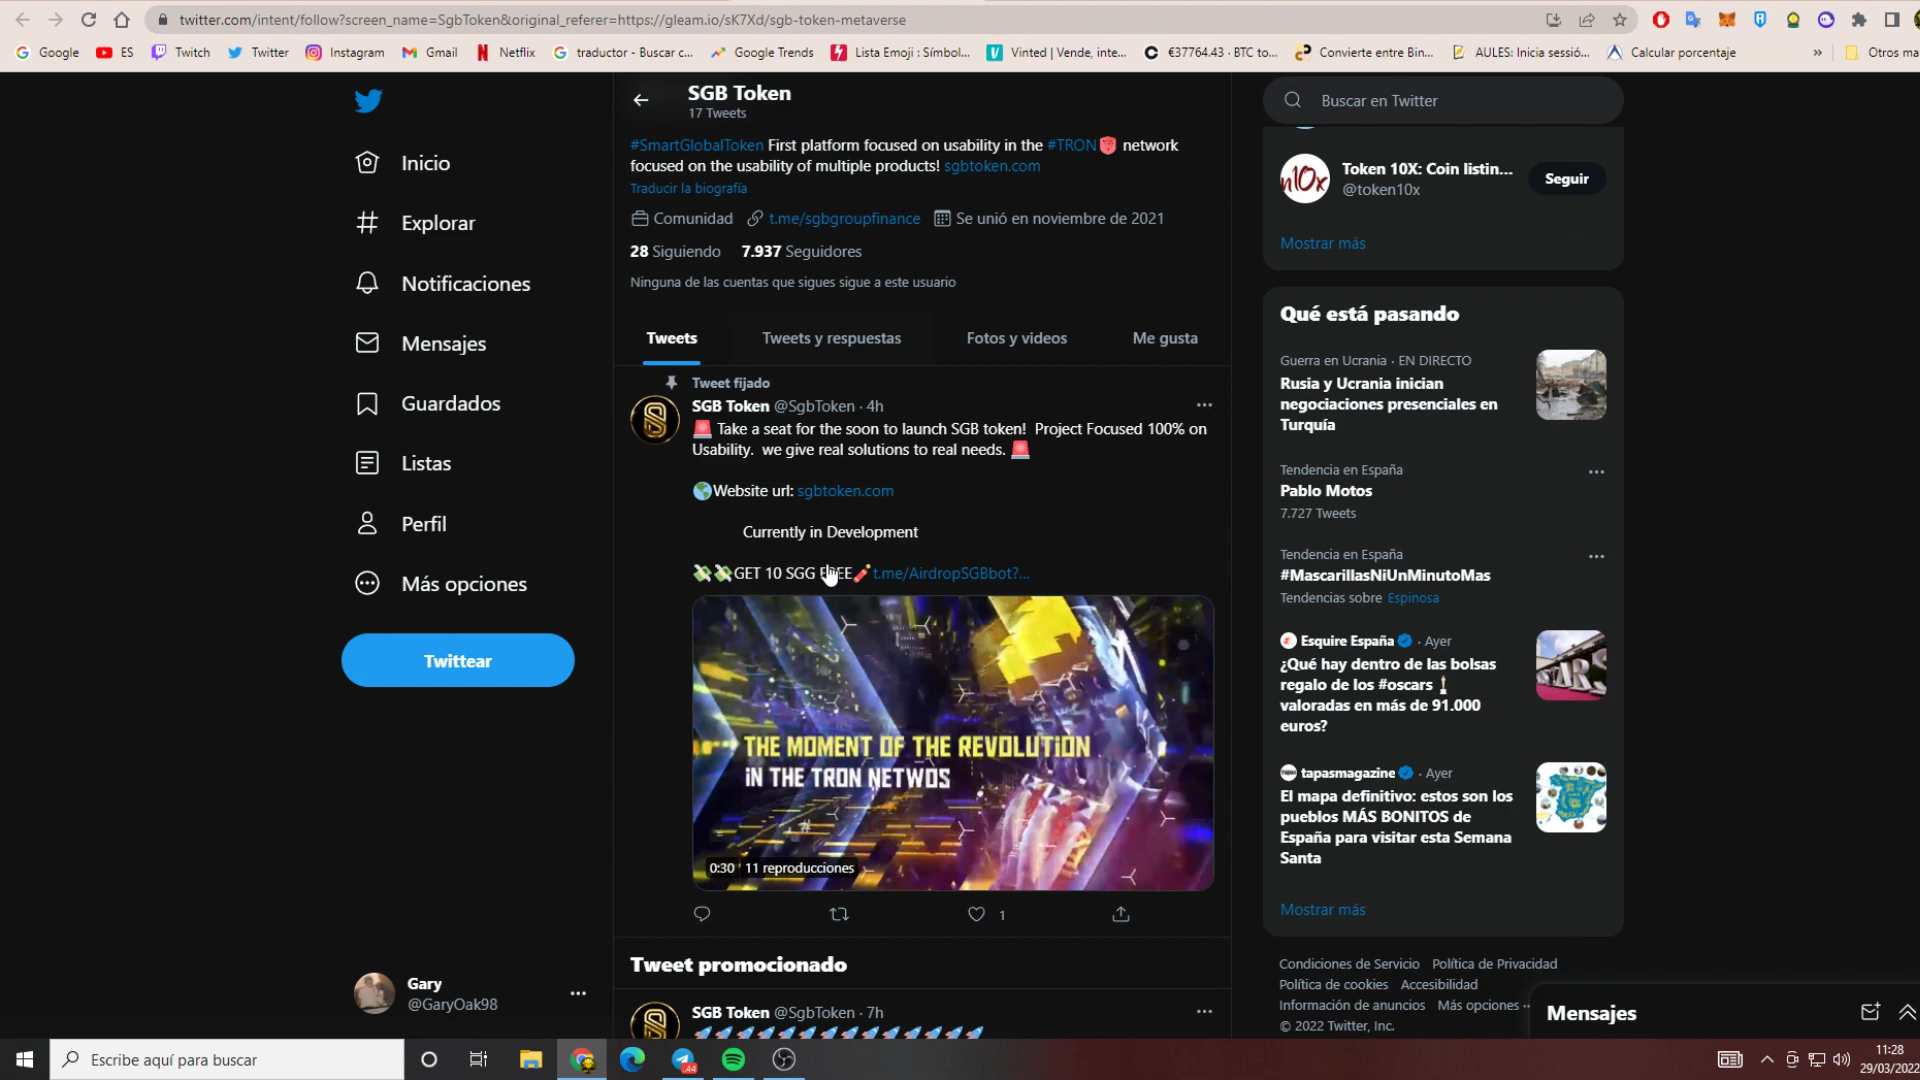 twitter.com/intent/follow?screen_name=SgbToken&original_referer=https://gleam.io/sK7Xd/sgb-token-metaverse
Google
ES
Twitch
Twitter
Instagram
Gmail
Netflix
traductor - Buscar c...
Google Trends
Lista Emoji : Símbol...
Vinted | Vende, inte...
€37764.43 · BTC to...
Convierte entre Bin...
AULES: Inicia sessió...
Calcular porcentaje
»
Otros ma
Inicio
Explorar
Notificaciones
Mensajes
Guardados
Listas
Perfil
Más opciones
Twittear
Gary
@GaryOak98
SGB Token
17 Tweets
#SmartGlobalToken First platform focused on usability in the #TRON network
focused on the usability of multiple products! sgbtoken.com
Traducir la biografía
Comunidad t.me/sgbgroupfinance Se unió en noviembre de 2021
28 Siguiendo 7.937 Seguidores
Ninguna de las cuentas que sigues sigue a este usuario
Tweets
Tweets y respuestas
Fotos y videos
Me gusta
Tweet fijado
SGB Token @SgbToken · 4h
🚨 Take a seat for the soon to launch SGB token! Project Focused 100% on
Usability. we give real solutions to real needs. 🚨
🌎Website url: sgbtoken.com
Currently in Development
💸💸GET 10 SGG FREE🧨t.me/AirdropSGBbot?...
THE MOMENT OF THE REVOLUTION
IN THE TRON NETWOS
0:30 11 reproducciones
1
Tweet promocionado
SGB Token @SgbToken · 7h
🚀🚀🚀🚀🚀🚀🚀🚀🚀🚀🚀🚀🚀🚀
Buscar en Twitter
n10x
Token 10X: Coin listin...
@token10x
Seguir
Mostrar más
Qué está pasando
Guerra en Ucrania · EN DIRECTO
Rusia y Ucrania inician
negociaciones presenciales en
Turquía
Tendencia en España
Pablo Motos
7.727 Tweets
Tendencia en España
#MascarillasNiUnMinutoMas
Tendencias sobre Espinosa
Esquire España · Ayer
¿Qué hay dentro de las bolsas
regalo de los #oscars
valoradas en más de 91.000
euros?
tapasmagazine · Ayer
El mapa definitivo: estos son los
pueblos MÁS BONITOS de
España para visitar esta Semana
Santa
Mostrar más
Condiciones de Servicio Política de Privacidad
Política de cookies Accesibilidad
Información de anuncios Más opciones ···
© 2022 Twitter, Inc.
Mensajes
Escribe aquí para buscar
44
11:28
29/03/2022